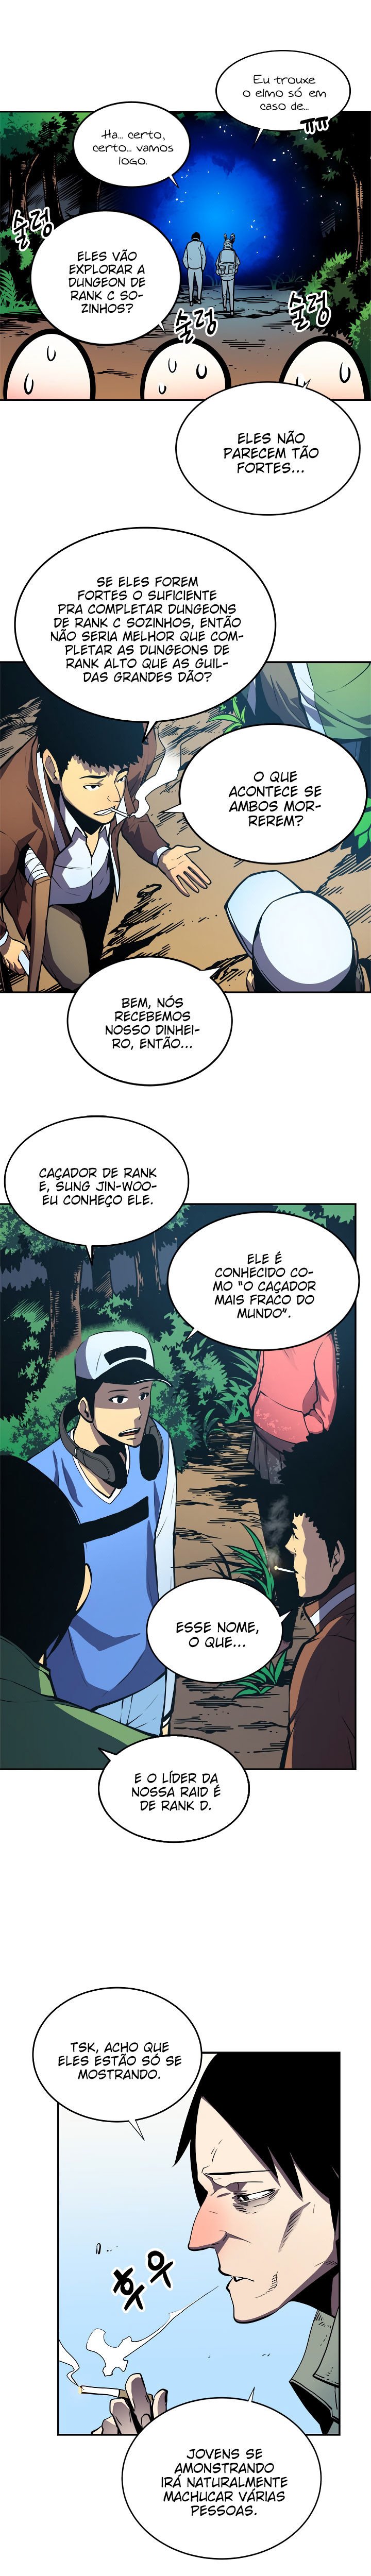 Eu trouxe
o elmo só em
caso de...
ㅠㅠ
Ha... certo,
certo... vamos
logo.
술렁
ELES VÃO
EXPLORAR A
DUNGEON DE
RANK C SO-
ZINHOS?
술렁
술렁
ELES NÃO
PARECEM TÃO
FORTES...
SE ELES FOREM
FORTES O SUFICIENTE
PRA COMPLETAR DUNGEONS
DE RANK C SOZINHOS, ENTÃO
NÃO SERIA MELHOR QUE COM-
PLETAR AS DUNGEONS DE
RANK ALTO QUE AS GUIL-
DAS GRANDES DÃO?
O QUE
ACONTECE SE
AMBOS MOR-
REREM?
BEM, NÓS
RECEBEMOS
NOSSO DINHEI-
RO, ENTÃO...
CAÇADOR DE RANK
E, SUNG JIN-WOO-
EU CONHEÇO ELE.
ELE É
CONHECIDO CO-
MO "O CAÇADOR
MAIS FRACO DO
MUNDO".
ESSE NOME,
O QUE...
E O LÍDER DA
NOSSA RAID É
DE RANK D.
TSK, ACHO QUE
ELES ESTÃO SÓ SE
MOSTRANDO.
후우
JOVENS SE
AMONSTRANDO
IRÁ NATURALMENTE
MACHUCAR VÁRIAS
PESSOAS.